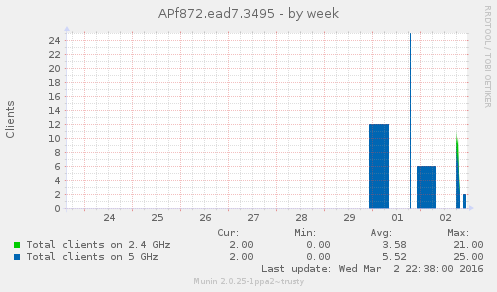 APf872.ead7.3495 - by week
RRDTOOL / TOBI OETIKER
Clients
24
22
20
18
16
14
12
10
8
6
4
2
0
24 25 26 27 28 29 01 02
Cur: Min: Avg: Max:
Total clients on 2.4 GHz 2.00 0.00 3.58 21.00
Total clients on 5 GHz 2.00 0.00 5.52 25.00
Last update: Wed Mar 2 22:38:00 2016
Munin 2.0.25-1ppa2~trusty